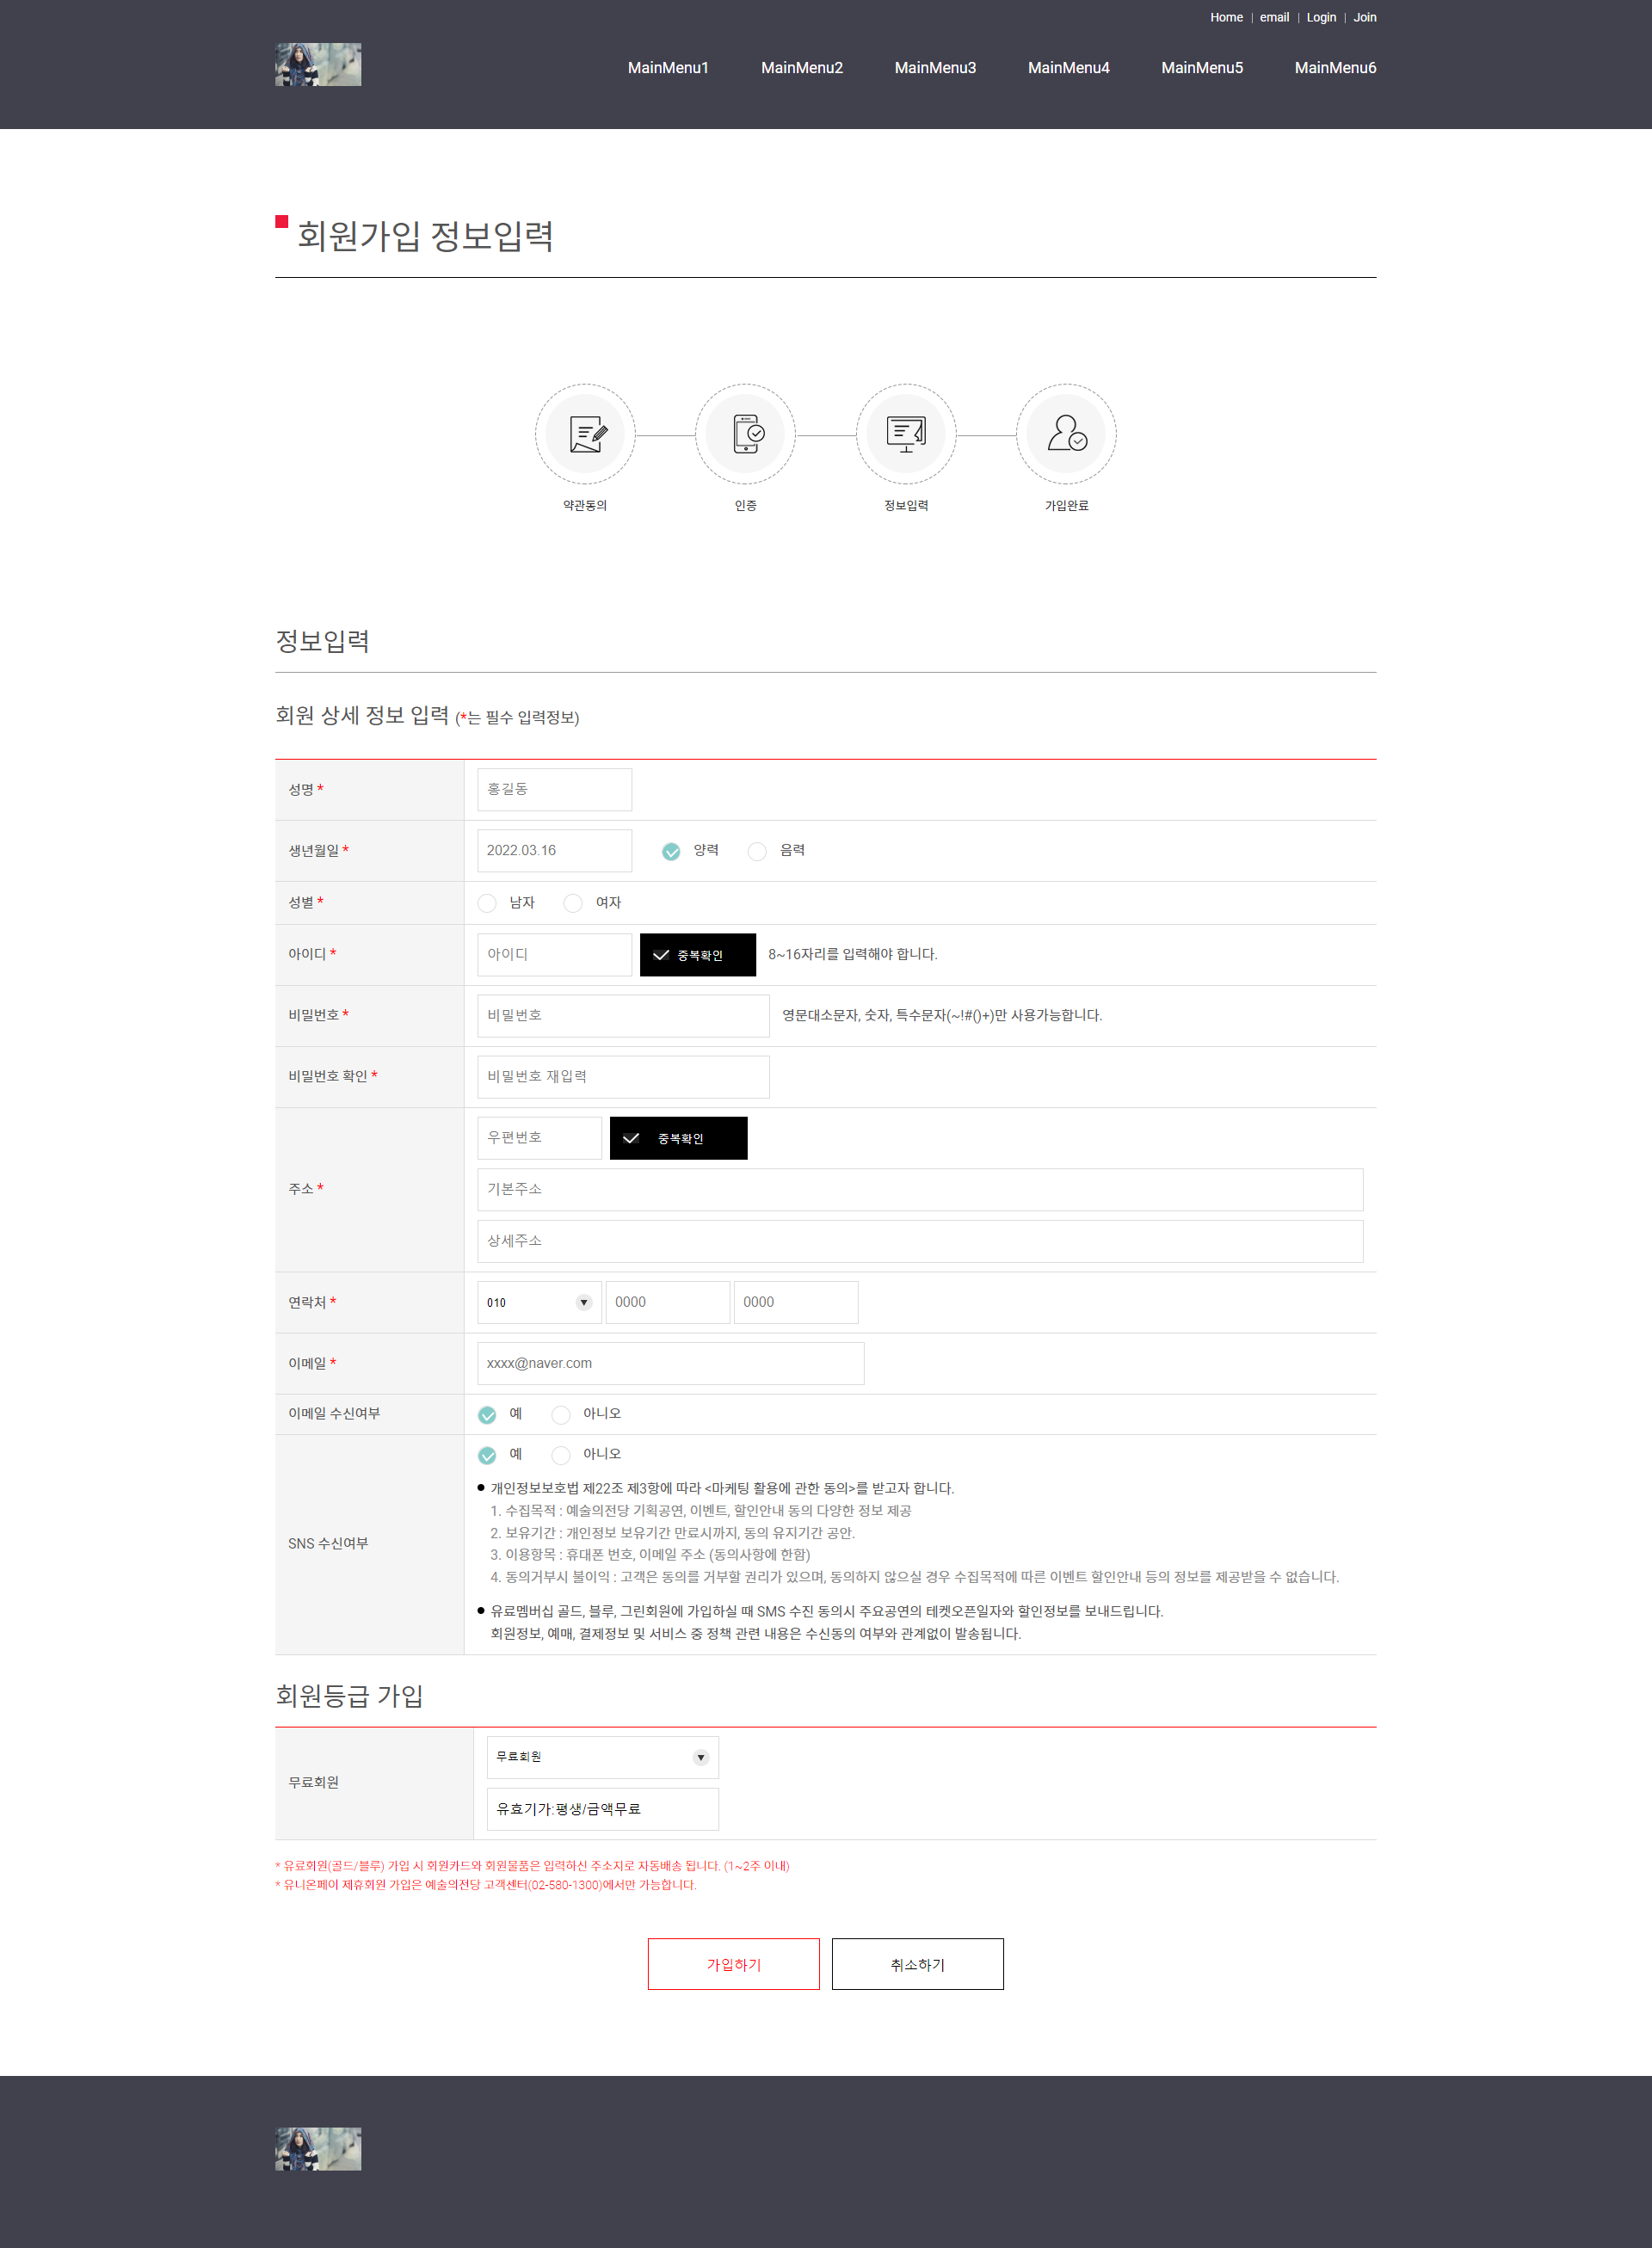 Home | email | Login | Join
MainMenu1 MainMenu2 MainMenu3 MainMenu4 MainMenu5 MainMenu6
회원가입 정보입력
약관동의 인증 정보입력 가입완료
정보입력
회원 상세 정보 입력 (*는 필수 입력정보)
성명 * 홍길동
생년월일 * 2022.03.16 양력 음력
성별 * 남자 여자
아이디 * 아이디 중복확인 8~16자리를 입력해야 합니다.
비밀번호 * 비밀번호 영문대소문자, 숫자, 특수문자(~!#()+)만 사용가능합니다.
비밀번호 확인 * 비밀번호 재입력
우편번호 중복확인
주소 * 기본주소
상세주소
연락처 * 010 ▼ 0000 0000
이메일 * xxxx@naver.com
이메일 수신여부 예 아니오
예 아니오
● 개인정보보호법 제22조 제3항에 따라 <마케팅 활용에 관한 동의>를 받고자 합니다.
1. 수집목적 : 예술의전당 기획공연, 이벤트, 할인안내 동의 다양한 정보 제공
2. 보유기간 : 개인정보 보유기간 만료시까지, 동의 유지기간 공안.
SNS 수신여부
3. 이용항목 : 휴대폰 번호, 이메일 주소 (동의사항에 한함)
4. 동의거부시 불이익 : 고객은 동의를 거부할 권리가 있으며, 동의하지 않으실 경우 수집목적에 따른 이벤트 할인안내 등의 정보를 제공받을 수 없습니다.
● 유료멤버십 골드, 블루, 그린회원에 가입하실 때 SMS 수진 동의시 주요공연의 테켓오픈일자와 할인정보를 보내드립니다.
회원정보, 예매, 결제정보 및 서비스 중 정책 관련 내용은 수신동의 여부와 관계없이 발송됩니다.
회원등급 가입
무료회원 ▼
무료회원
유효기가:평생/금액무료
* 유료회원(골드/블루) 가입 시 회원카드와 회원물품은 입력하신 주소지로 자동배송 됩니다. (1~2주 이내)
* 유니온페이 제휴회원 가입은 예술의전당 고객센터(02-580-1300)에서만 가능합니다.
가입하기 취소하기